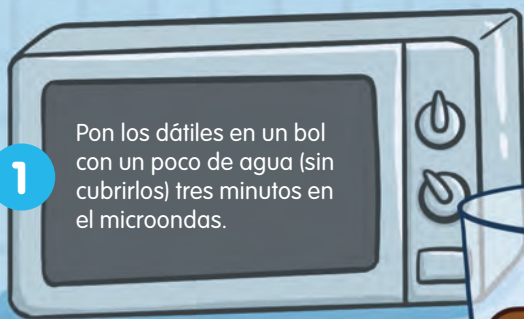 1
Pon los dátiles en un bol
con un poco de agua (sin
cubrirlos) tres minutos en
el microondas.